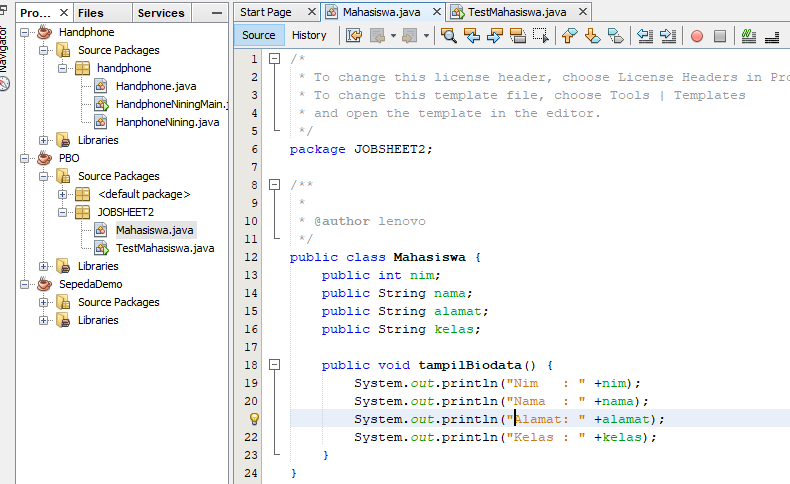 Pro...
Files
Services
Navigator
Handphone
Source Packages
handphone
Handphone.java
HandphoneNiningMain.j
HanphoneNining.java
Libraries
PBO
Source Packages
<default package>
JOBSHEET2
Mahasiswa.java
TestMahasiswa.java
Libraries
SepedaDemo
Source Packages
Libraries
Start Page
Mahasiswa.java
TestMahasiswa.java
Source
History
1 /*
2 * To change this license header, choose License Headers in Pro
3 * To change this template file, choose Tools | Templates
4 * and open the template in the editor.
5 */
6 package JOBSHEET2;
7
8 /**
9 *
10 * @author lenovo
11 */
12 public class Mahasiswa {
13 public int nim;
14 public String nama;
15 public String alamat;
16 public String kelas;
17
18 public void tampilBiodata() {
19 System.out.println("Nim   : " +nim);
20 System.out.println("Nama  : " +nama);
System.out.println("Alamat: " +alamat);
22 System.out.println("Kelas : " +kelas);
23 }
24 }